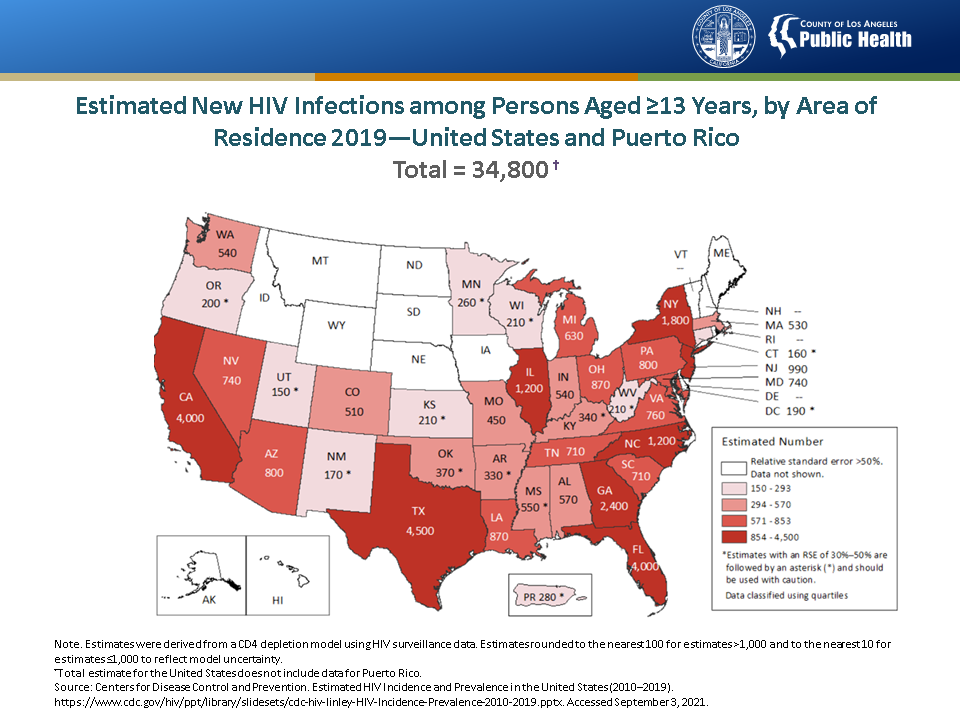 COUNTY OF LOS ANGELES
CALIFORNIA
County of Los Angeles
Public Health
Estimated New HIV Infections among Persons Aged ≥13 Years, by Area of
Residence 2019—United States and Puerto Rico
Total = 34,800 †
WA
540
MT
ND
VT
--
ME
OR
200 *
ID
MN
260 *
WI
210 *
SD
WY
MI
630
NY
1,800
NH --
MA 530
RI --
CT 160 *
NJ 990
MD 740
DE --
DC 190 *
NV
740
UT
150 *
NE
IA
PA
800
CA
4,000
CO
510
KS
210 *
MO
450
IL
1,200
IN
540
OH
870
WV
210 *
VA
760
KY 340 *
AZ
800
NM
170 *
OK
370 *
AR
330 *
TN 710
NC 1,200
SC
710
MS
550 *
AL
570
GA
2,400
TX
4,500
LA
870
FL
4,000
AK
HI
PR 280 *
Estimated Number
Relative standard error >50%.
Data not shown.
150 - 293
294 - 570
571 - 853
854 - 4,500
*Estimates with an RSE of 30%–50% are
followed by an asterisk (*) and should
be used with caution.
Data classified using quartiles
Note. Estimates were derived from a CD4 depletion model using HIV surveillance data. Estimates rounded to the nearest 100 for estimates >1,000 and to the nearest 10 for
estimates ≤1,000 to reflect model uncertainty.
†Total estimate for the United States does not include data for Puerto Rico.
Source: Centers for Disease Control and Prevention. Estimated HIV Incidence and Prevalence in the United States (2010–2019).
https://www.cdc.gov/hiv/ppt/library/slidesets/cdc-hiv-linley-HIV-Incidence-Prevalence-2010-2019.pptx. Accessed September 3, 2021.